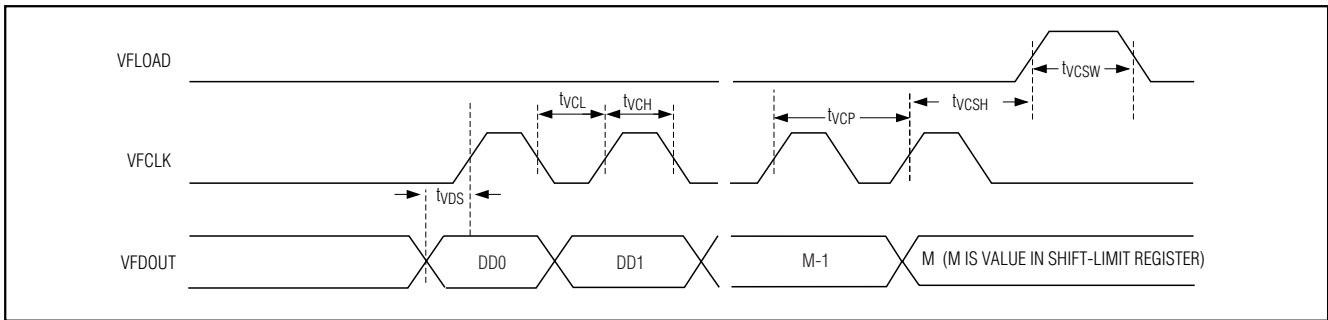 VFLOAD
tVCSW
tVCL
tVCH
tVCP
tVCSH
VFCLK
tVDS
VFDOUT
DD0
DD1
M-1
M (M IS VALUE IN SHIFT-LIMIT REGISTER)